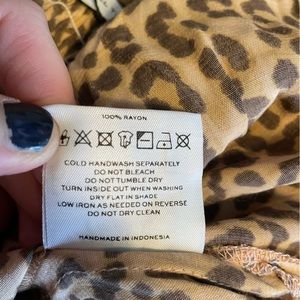 100% RAYON
COLD HANDWASH SEPARATELY
DO NOT BLEACH
DO NOT TUMBLE DRY
TURN INSIDE OUT WHEN WASHING
DRY FLAT IN SHADE
LOW IRON AS NEEDED ON REVERSE
DO NOT DRY CLEAN
HANDMADE IN INDONESIA